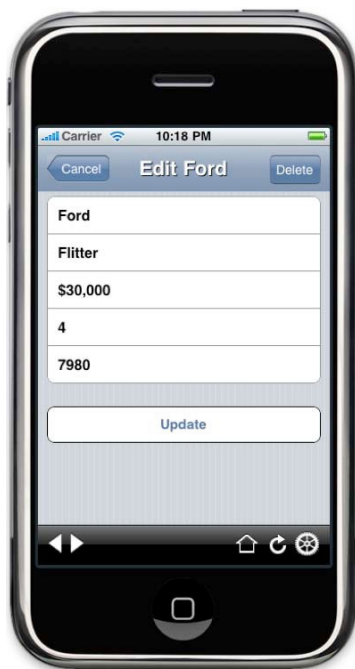 Carrier 10:18 PM
Cancel Edit Ford Delete
Ford
Flitter
$30,000
4
7980
Update